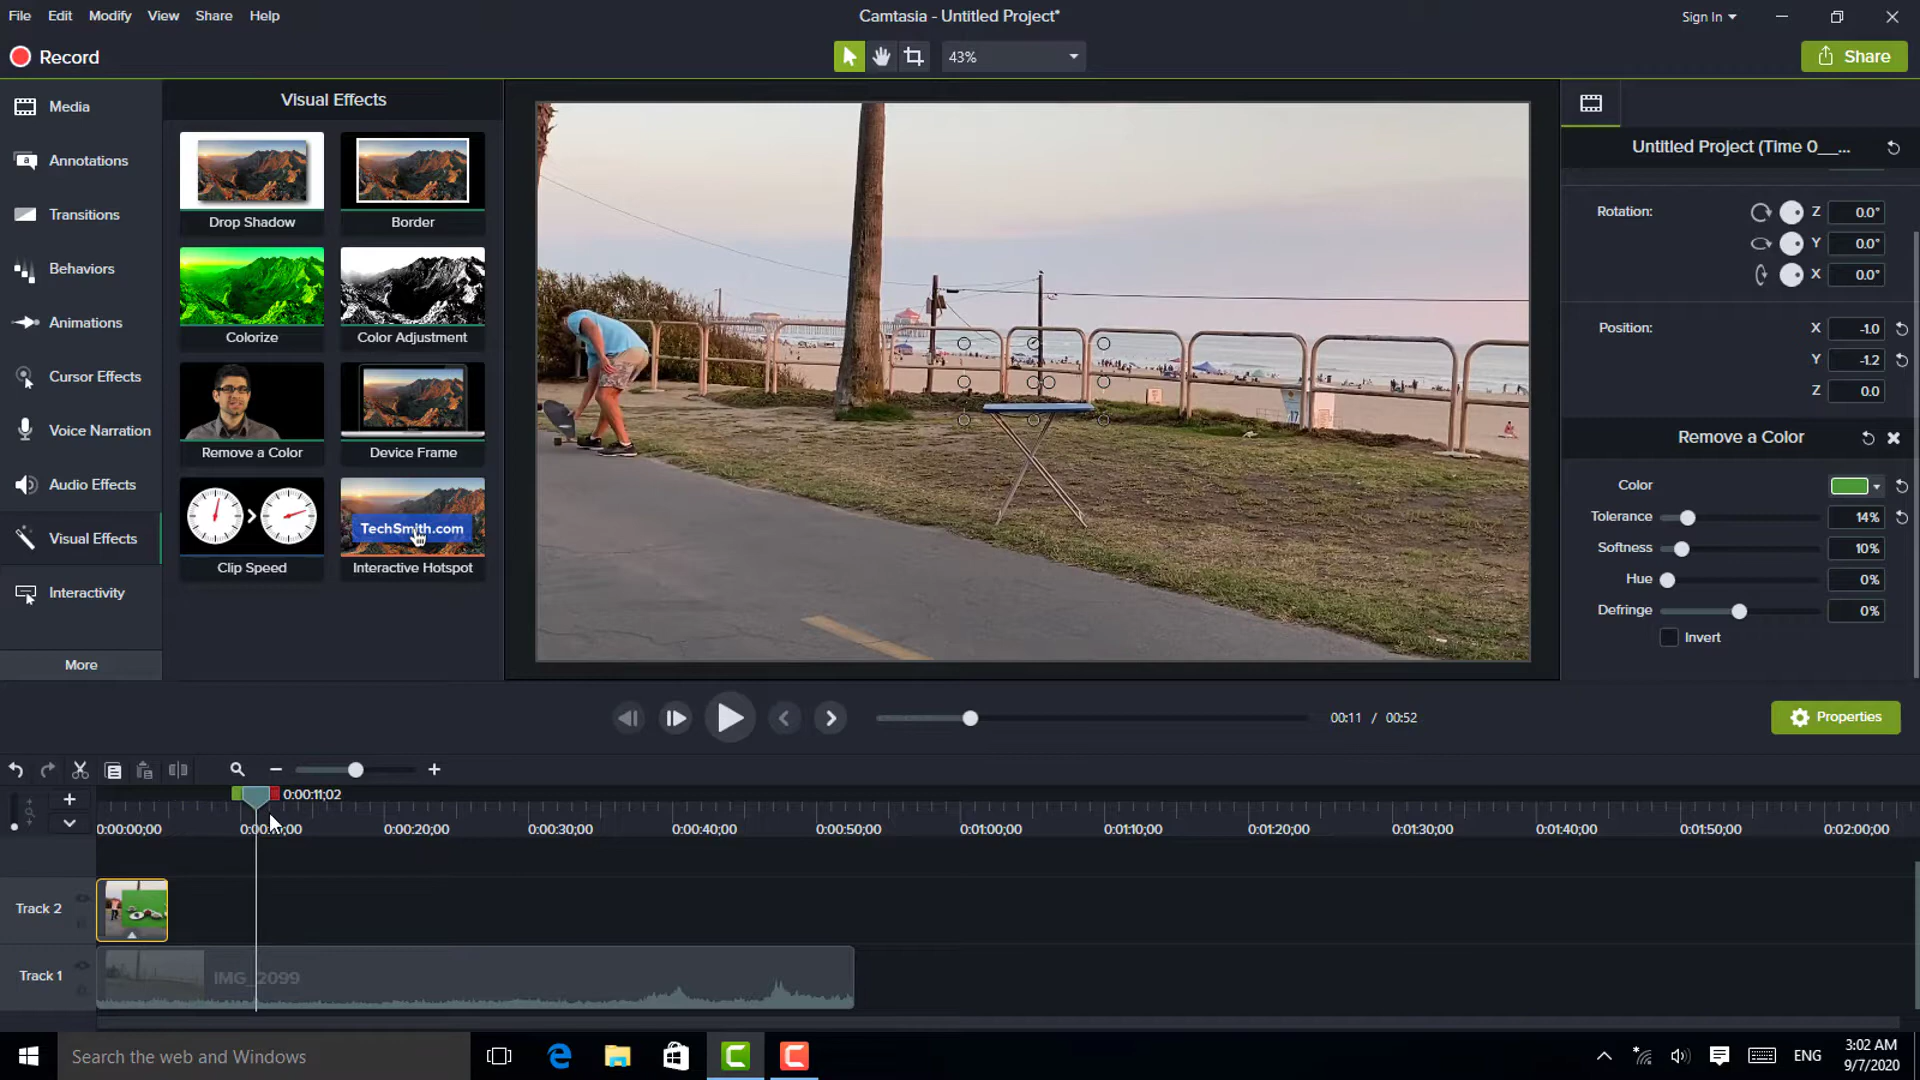 File Edit Modify View Share Help
Camtasia - Untitled Project*
Sign In
Record
43%
Share
Media
Annotations
Transitions
Behaviors
Animations
Cursor Effects
Voice Narration
Audio Effects
Visual Effects
Interactivity
More
Visual Effects
Drop Shadow Border
Colorize Color Adjustment
Remove a Color Device Frame
TechSmith.com
Clip Speed Interactive Hotspot
17
Untitled Project (Time 0___...
Rotation: Z 0.0°
Y 0.0°
X 0.0°
Position: X -1.0
Y -1.2
Z 0.0
Remove a Color
Color
Tolerance 14%
Softness 10%
Hue 0%
Defringe 0%
Invert
00:11 / 00:52
Properties
0:00:11;02
0:00:00;00 0:00:20;00 0:00:30;00 0:00:40;00 0:00:50;00 0:01:00;00 0:01:10;00 0:01:20;00 0:01:30;00 0:01:40;00 0:01:50;00 0:02:00;00
Track 2
Track 1
IMG_2099
Search the web and Windows
ENG
3:02 AM
9/7/2020